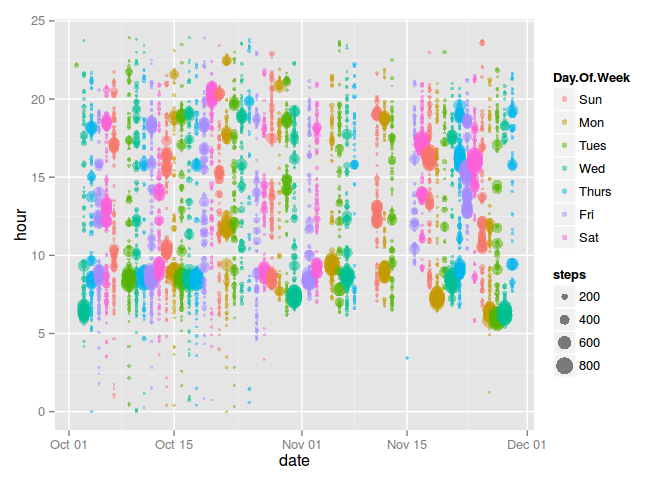 25
20
15
10
5
0
hour
Oct 01
Oct 15
Nov 01
Nov 15
Dec 01
date
Day.Of.Week
Sun
Mon
Tues
Wed
Thurs
Fri
Sat
steps
200
400
600
800